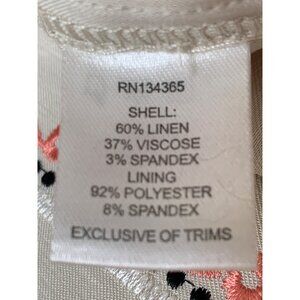 RN134365
SHELL:
60% LINEN
37% VISCOSE
3% SPANDEX
LINING
92% POLYESTER
8% SPANDEX
EXCLUSIVE OF TRIMS